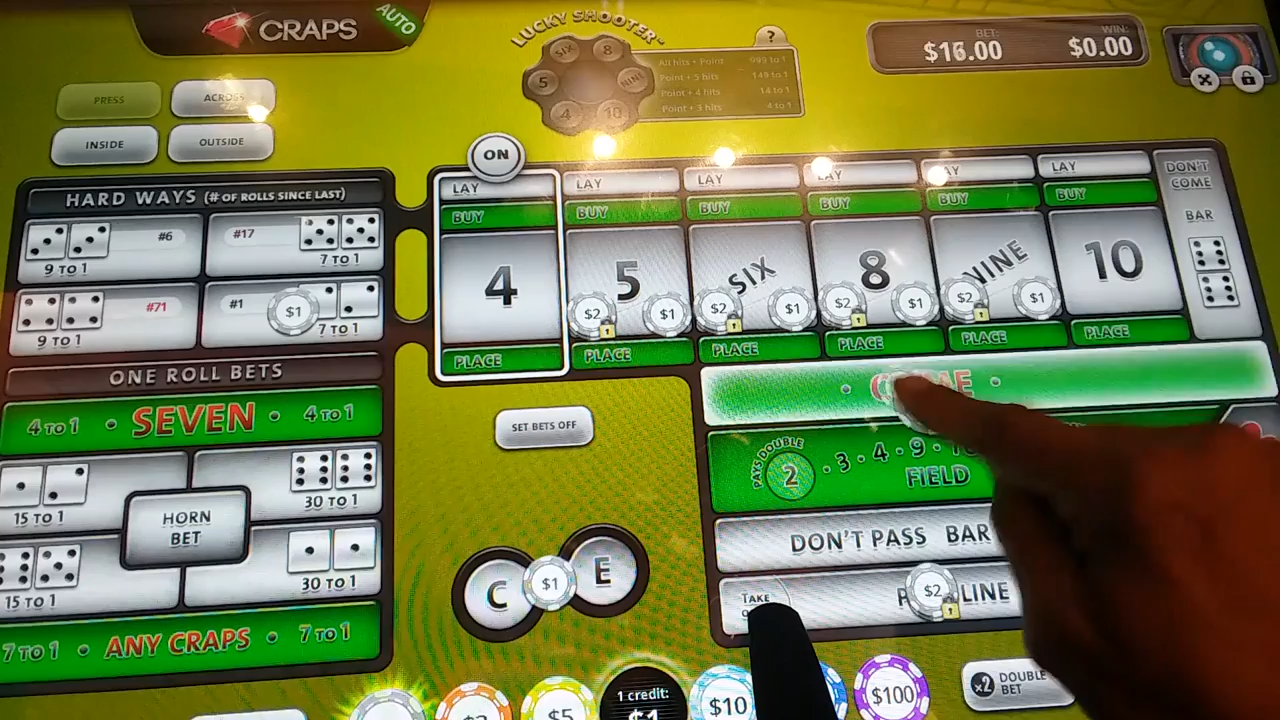 CRAPS
AUTO
LUCKY SHOOTER
SIX
8
5
NINE
4
10
?
All hits + Point 999 to 1
Point + 5 hits 149 to 1
Point + 4 hits 14 to 1
Point + 3 hits 4 to 1
BET:
$16.00
WIN:
$0.00
PRESS
ACROSS
INSIDE
OUTSIDE
HARD WAYS (# OF ROLLS SINCE LAST)
#6
9 TO 1
#17
7 TO 1
#71
9 TO 1
#1
$1
7 TO 1
ON
LAY LAY LAY LAY LAY LAY
BUY BUY BUY BUY BUY BUY
4 5 SIX 8 NINE 10
$2 $1 $2 $1 $2 $1 $2 $1
PLACE PLACE PLACE PLACE PLACE PLACE
DON'T
COME
BAR
ONE ROLL BETS
4 TO 1 • SEVEN • 4 TO 1
15 TO 1
30 TO 1
HORN
BET
15 TO 1
30 TO 1
7 TO 1 • ANY CRAPS • 7 TO 1
SET BETS OFF
C $1 E
PAYS DOUBLE
2 • 3 • 4 • 9 •
FIELD
DON'T PASS BAR
TAKE
$2
LINE
$5
1 credit:
$1
$10
$100
x2 DOUBLE
BET